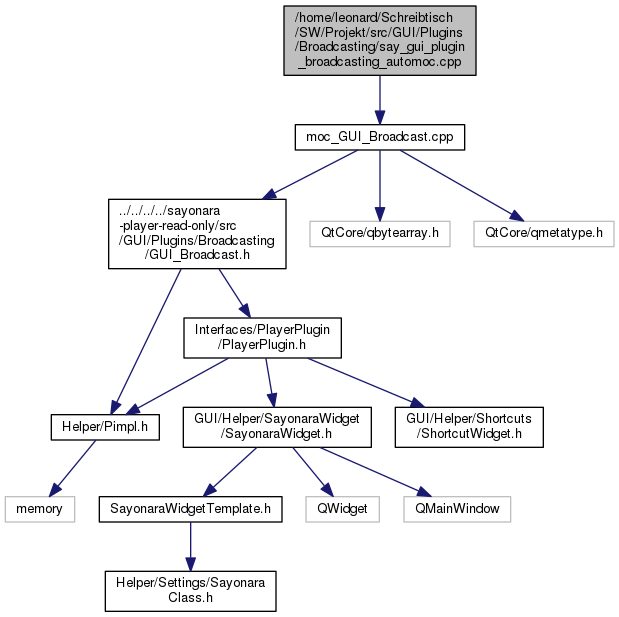 /home/leonard/Schreibtisch
/SW/Projekt/src/GUI/Plugins
/Broadcasting/say_gui_plugin
_broadcasting_automoc.cpp
moc_GUI_Broadcast.cpp
../../../../sayonara
-player-read-only/src
/GUI/Plugins/Broadcasting
/GUI_Broadcast.h
QtCore/qbytearray.h
QtCore/qmetatype.h
Interfaces/PlayerPlugin
/PlayerPlugin.h
Helper/Pimpl.h
GUI/Helper/SayonaraWidget
/SayonaraWidget.h
GUI/Helper/Shortcuts
/ShortcutWidget.h
memory
SayonaraWidgetTemplate.h
QWidget
QMainWindow
Helper/Settings/Sayonara
Class.h